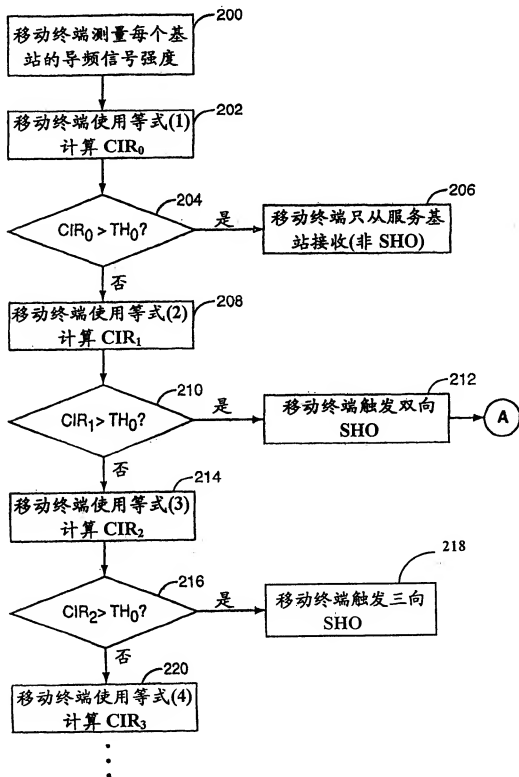 200
移动终端测量每个基
站的导频信号强度
202
移动终端使用等式(1)
计算 CIR₀
204
CIR₀ > TH₀?
是
206
移动终端只从服务基
站接收(非 SHO)
否
208
移动终端使用等式(2)
计算 CIR₁
210
CIR₁> TH₀?
是
212
移动终端触发双向
SHO
A
否
214
移动终端使用等式(3)
计算 CIR₂
216
CIR₂> TH₀?
是
218
移动终端触发三向
SHO
否
220
移动终端使用等式(4)
计算 CIR₃